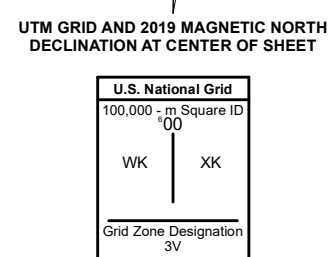 UTM GRID AND 2019 MAGNETIC NORTH
DECLINATION AT CENTER OF SHEET
U.S. National Grid
100,000 - m Square ID
⁶00
WK XK
Grid Zone Designation
3V